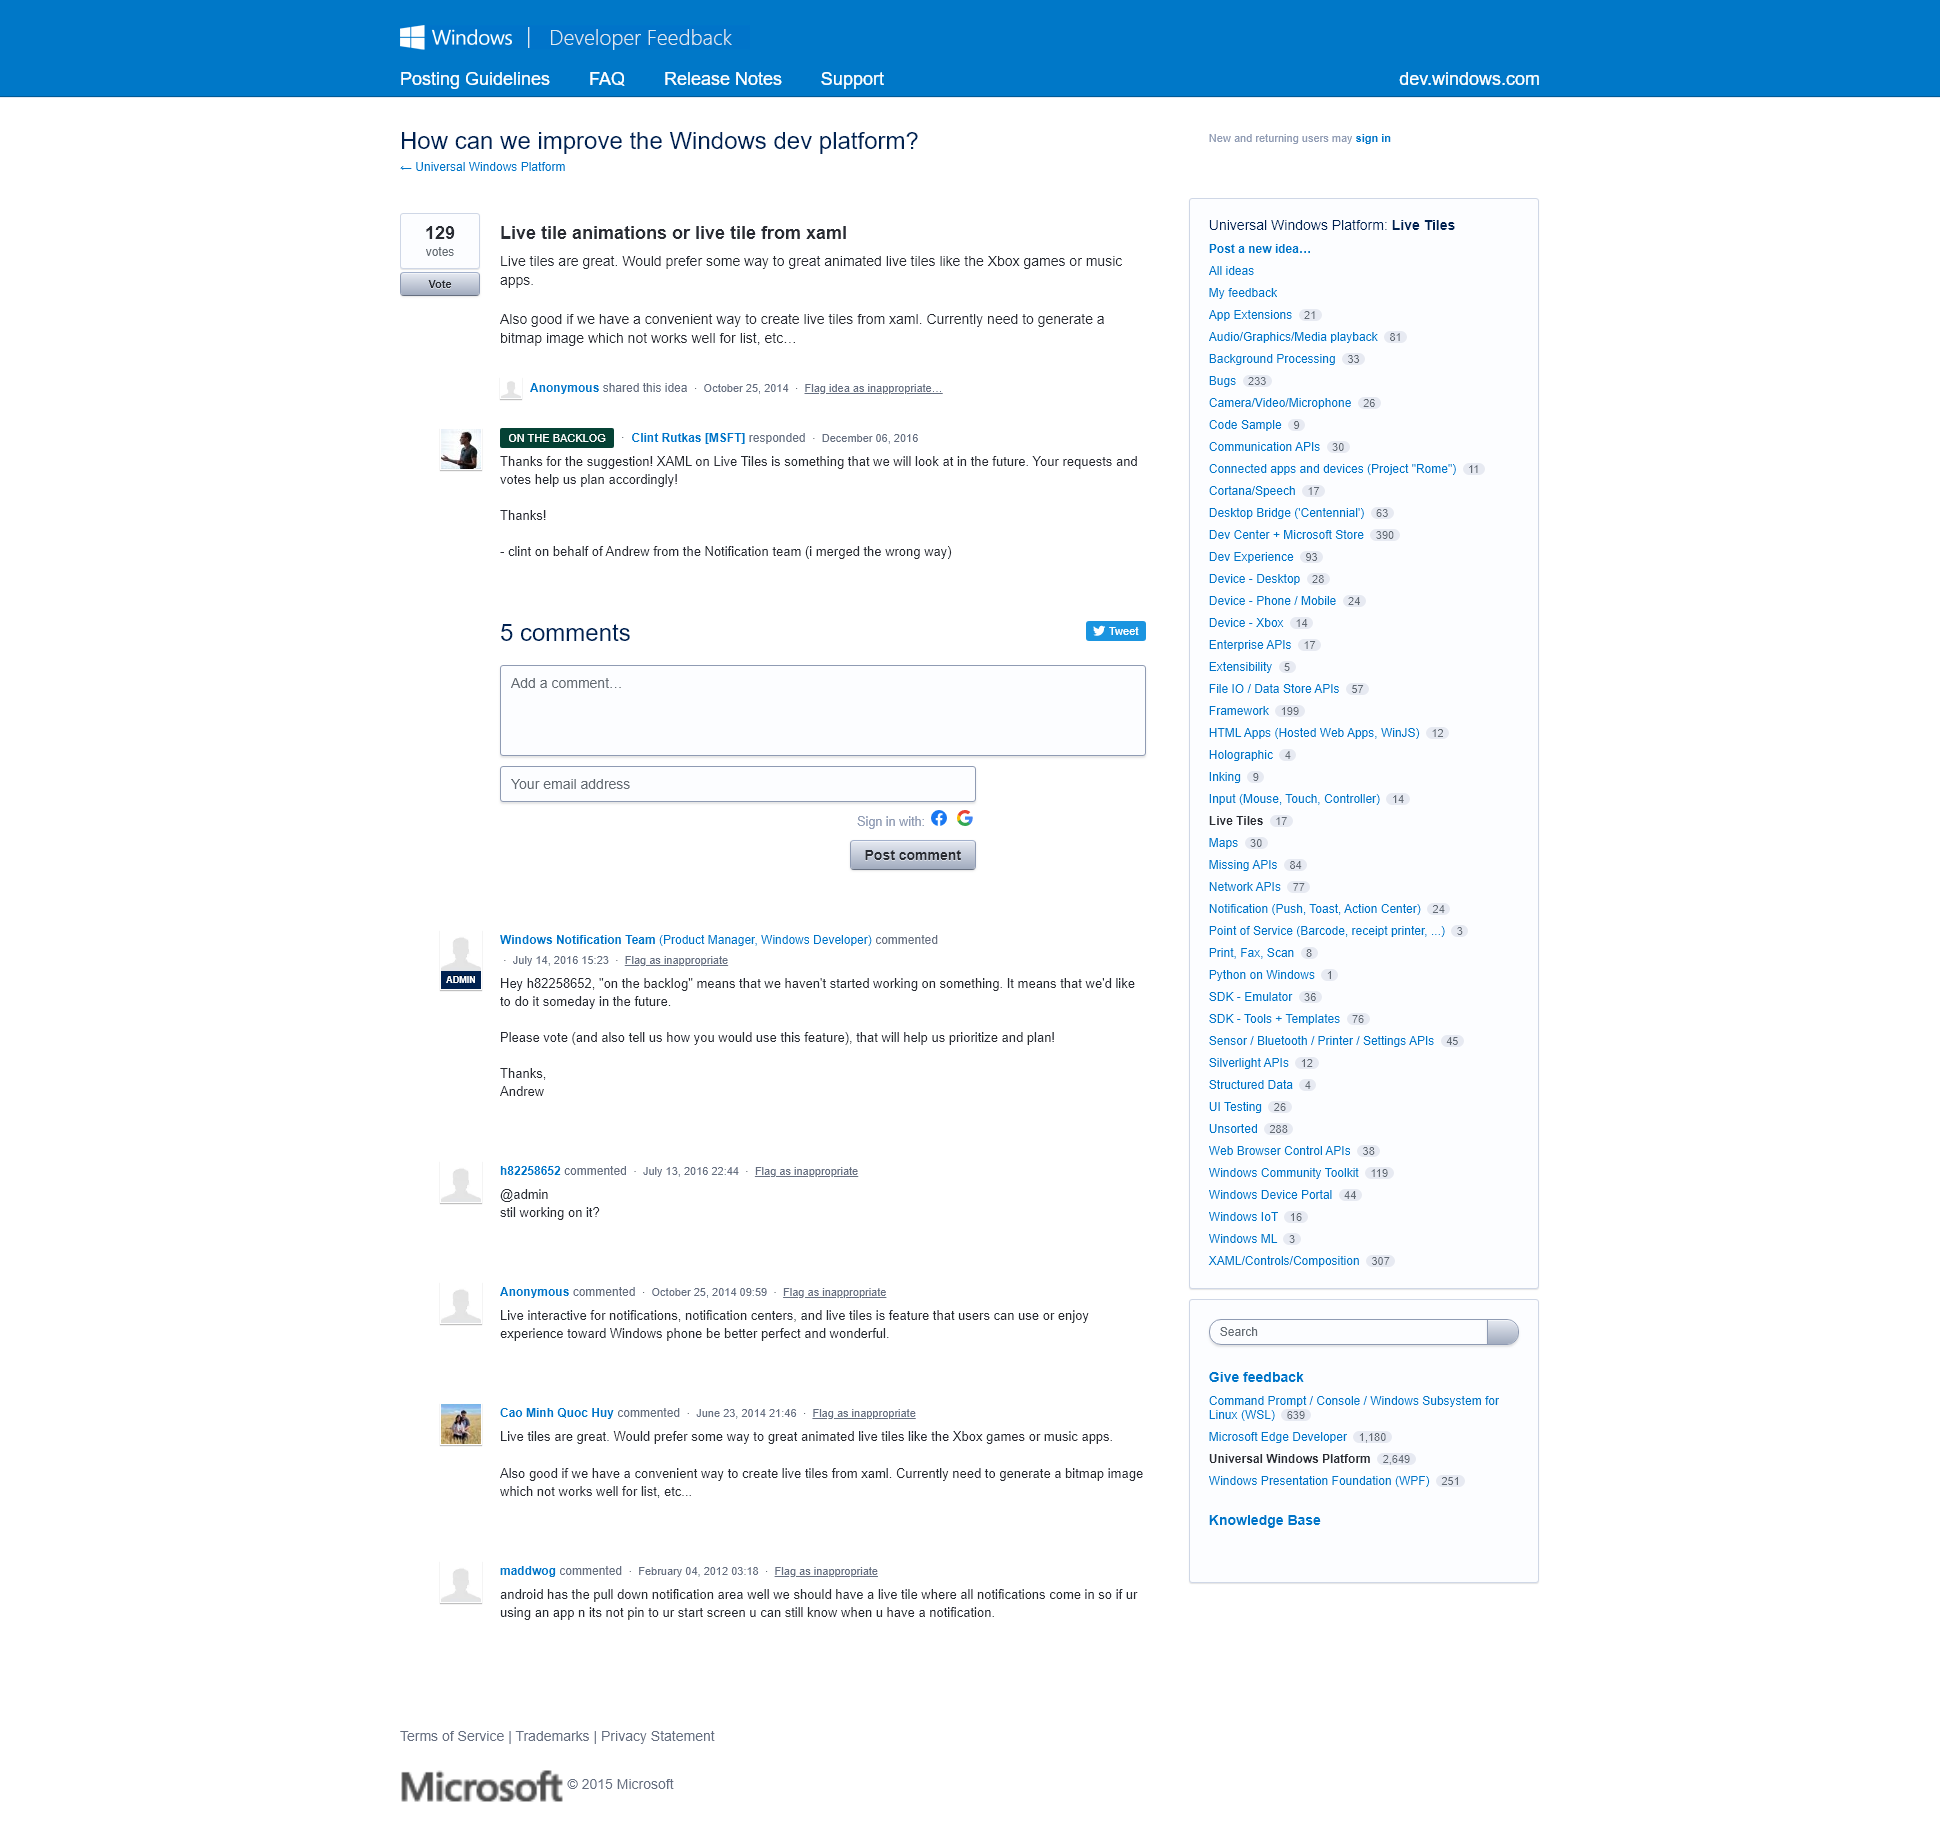 Windows | Developer Feedback
Posting Guidelines FAQ Release Notes Support dev.windows.com
How can we improve the Windows dev platform?
← Universal Windows Platform
New and returning users may sign in
129
votes
Vote
Live tile animations or live tile from xaml
Live tiles are great. Would prefer some way to great animated live tiles like the Xbox games or music
apps.
Also good if we have a convenient way to create live tiles from xaml. Currently need to generate a
bitmap image which not works well for list, etc…
Anonymous shared this idea · October 25, 2014 · Flag idea as inappropriate…
ON THE BACKLOG · Clint Rutkas [MSFT] responded · December 06, 2016
Thanks for the suggestion! XAML on Live Tiles is something that we will look at in the future. Your requests and
votes help us plan accordingly!
Thanks!
- clint on behalf of Andrew from the Notification team (i merged the wrong way)
5 comments
Tweet
Add a comment…
Your email address
Sign in with:
Post comment
Windows Notification Team (Product Manager, Windows Developer) commented
· July 14, 2016 15:23 · Flag as inappropriate
ADMIN
Hey h82258652, "on the backlog" means that we haven't started working on something. It means that we'd like
to do it someday in the future.
Please vote (and also tell us how you would use this feature), that will help us prioritize and plan!
Thanks,
Andrew
h82258652 commented · July 13, 2016 22:44 · Flag as inappropriate
@admin
stil working on it?
Anonymous commented · October 25, 2014 09:59 · Flag as inappropriate
Live interactive for notifications, notification centers, and live tiles is feature that users can use or enjoy
experience toward Windows phone be better perfect and wonderful.
Cao Minh Quoc Huy commented · June 23, 2014 21:46 · Flag as inappropriate
Live tiles are great. Would prefer some way to great animated live tiles like the Xbox games or music apps.
Also good if we have a convenient way to create live tiles from xaml. Currently need to generate a bitmap image
which not works well for list, etc...
maddwog commented · February 04, 2012 03:18 · Flag as inappropriate
android has the pull down notification area well we should have a live tile where all notifications come in so if ur
using an app n its not pin to ur start screen u can still know when u have a notification.
Universal Windows Platform: Live Tiles
Post a new idea…
All ideas
My feedback
App Extensions 21
Audio/Graphics/Media playback 81
Background Processing 33
Bugs 233
Camera/Video/Microphone 26
Code Sample 9
Communication APIs 30
Connected apps and devices (Project "Rome") 11
Cortana/Speech 17
Desktop Bridge ('Centennial') 63
Dev Center + Microsoft Store 390
Dev Experience 93
Device - Desktop 28
Device - Phone / Mobile 24
Device - Xbox 14
Enterprise APIs 17
Extensibility 5
File IO / Data Store APIs 57
Framework 199
HTML Apps (Hosted Web Apps, WinJS) 12
Holographic 4
Inking 9
Input (Mouse, Touch, Controller) 14
Live Tiles 17
Maps 30
Missing APIs 84
Network APIs 77
Notification (Push, Toast, Action Center) 24
Point of Service (Barcode, receipt printer, ...) 3
Print, Fax, Scan 8
Python on Windows 1
SDK - Emulator 36
SDK - Tools + Templates 76
Sensor / Bluetooth / Printer / Settings APIs 45
Silverlight APIs 12
Structured Data 4
UI Testing 26
Unsorted 288
Web Browser Control APIs 38
Windows Community Toolkit 119
Windows Device Portal 44
Windows IoT 16
Windows ML 3
XAML/Controls/Composition 307
Search
Give feedback
Command Prompt / Console / Windows Subsystem for
Linux (WSL) 639
Microsoft Edge Developer 1,180
Universal Windows Platform 2,649
Windows Presentation Foundation (WPF) 251
Knowledge Base
Terms of Service | Trademarks | Privacy Statement
Microsoft © 2015 Microsoft